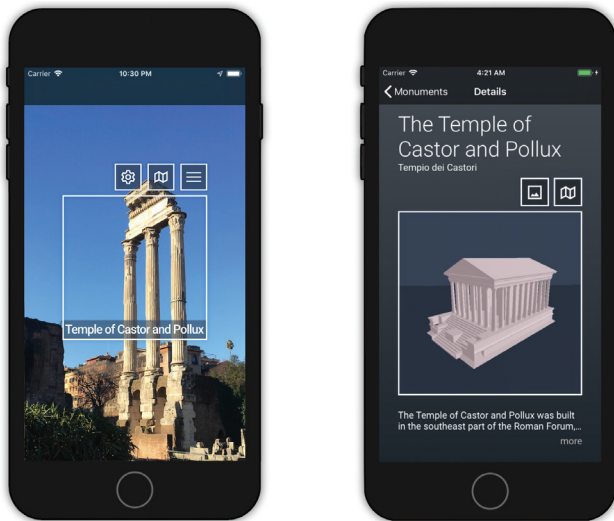 Carrier 10:30 PM
Temple of Castor and Pollux
Carrier 4:21 AM
Monuments Details
The Temple of
Castor and Pollux
Tempio dei Castori
The Temple of Castor and Pollux was built
in the southeast part of the Roman Forum,...
more